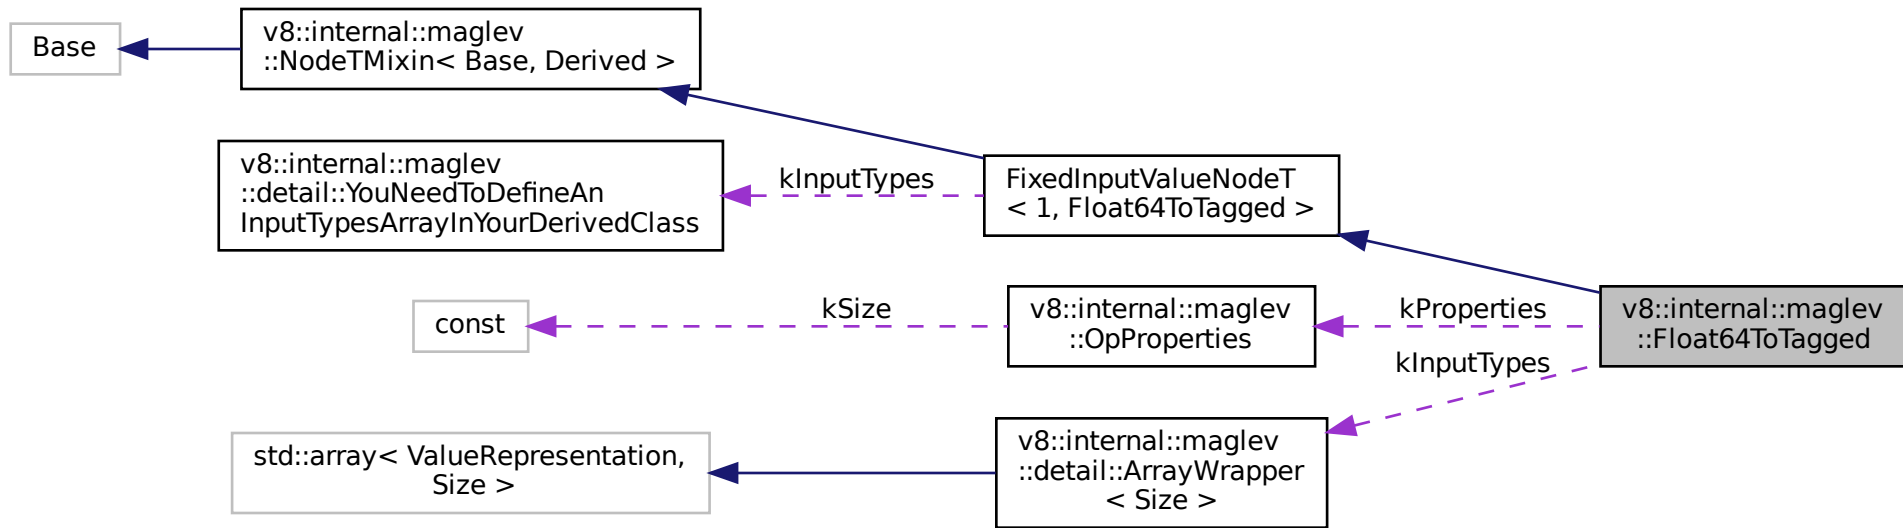 Base
v8::internal::maglev
::NodeTMixin< Base, Derived >
v8::internal::maglev
::detail::YouNeedToDefineAn
InputTypesArrayInYourDerivedClass
kInputTypes
FixedInputValueNodeT
< 1, Float64ToTagged >
const
kSize
v8::internal::maglev
::OpProperties
kProperties
v8::internal::maglev
::Float64ToTagged
kInputTypes
std::array< ValueRepresentation,
Size >
v8::internal::maglev
::detail::ArrayWrapper
< Size >